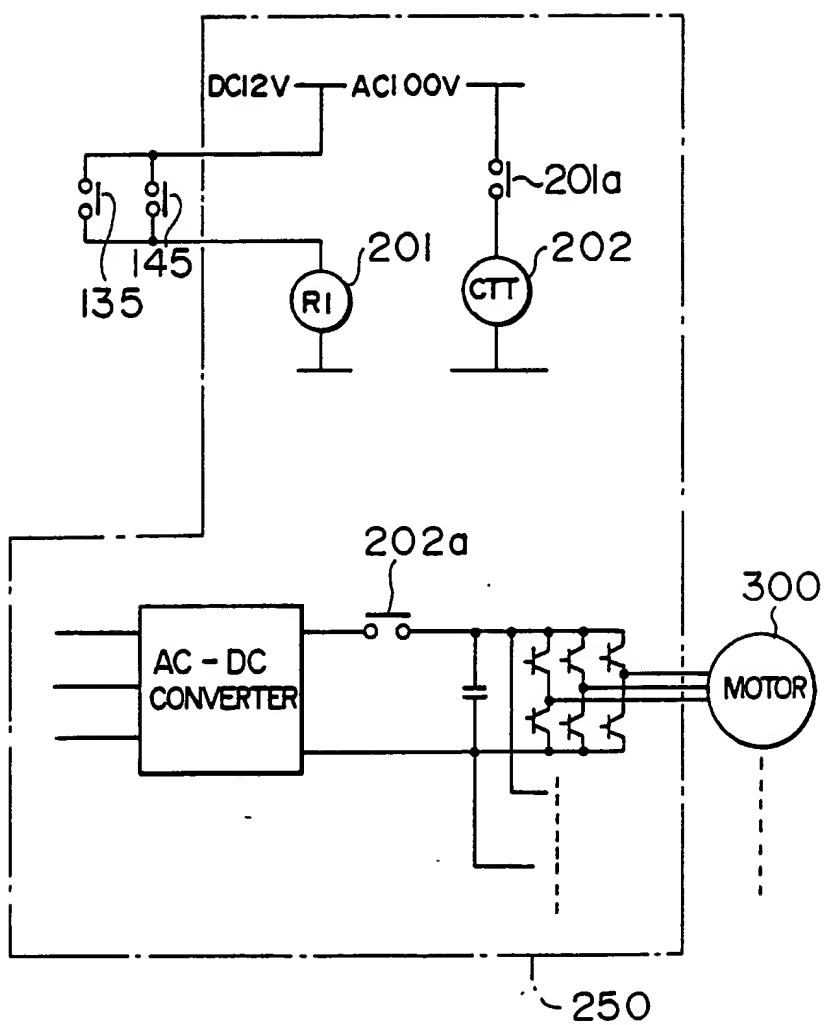 DC12V
AC100V
201a
135
145
201
202
R1
CTT
202a
300
AC-DC
CONVERTER
MOTOR
250